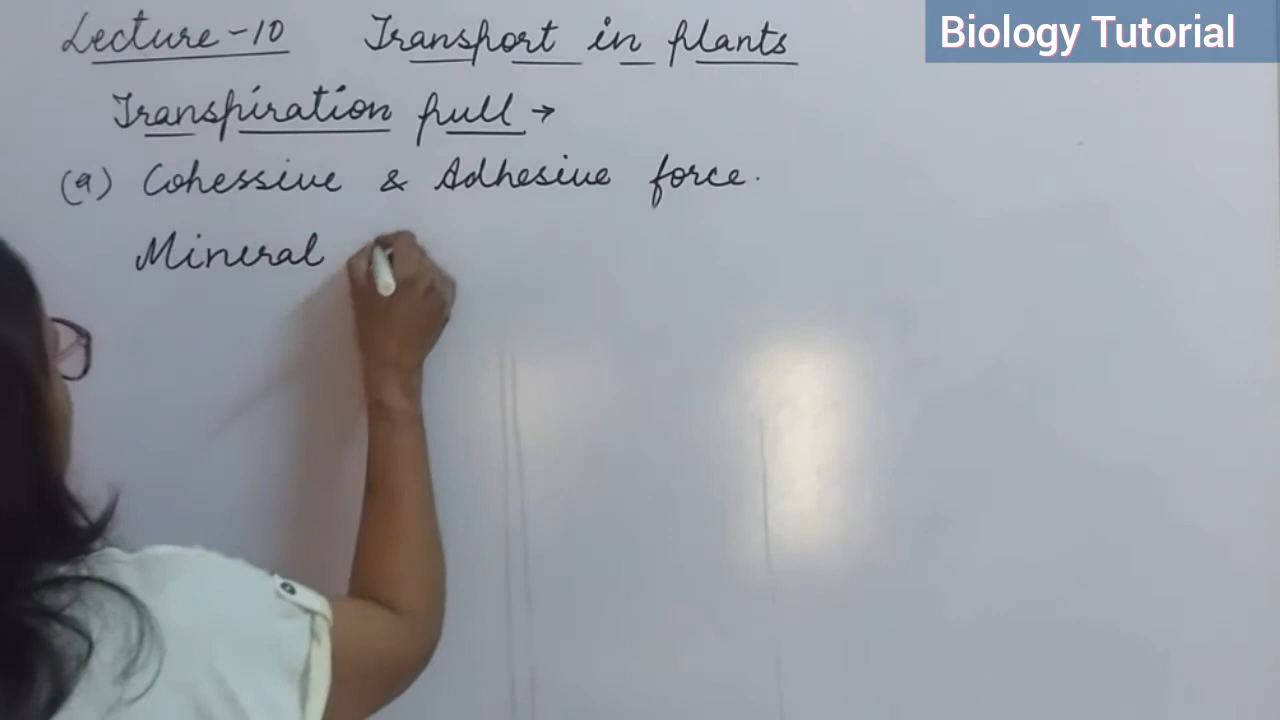 Lecture-10 Transport in plants
Biology Tutorial
Transpiration pull →
(a) Cohessive & Adhesive force.
Mineral